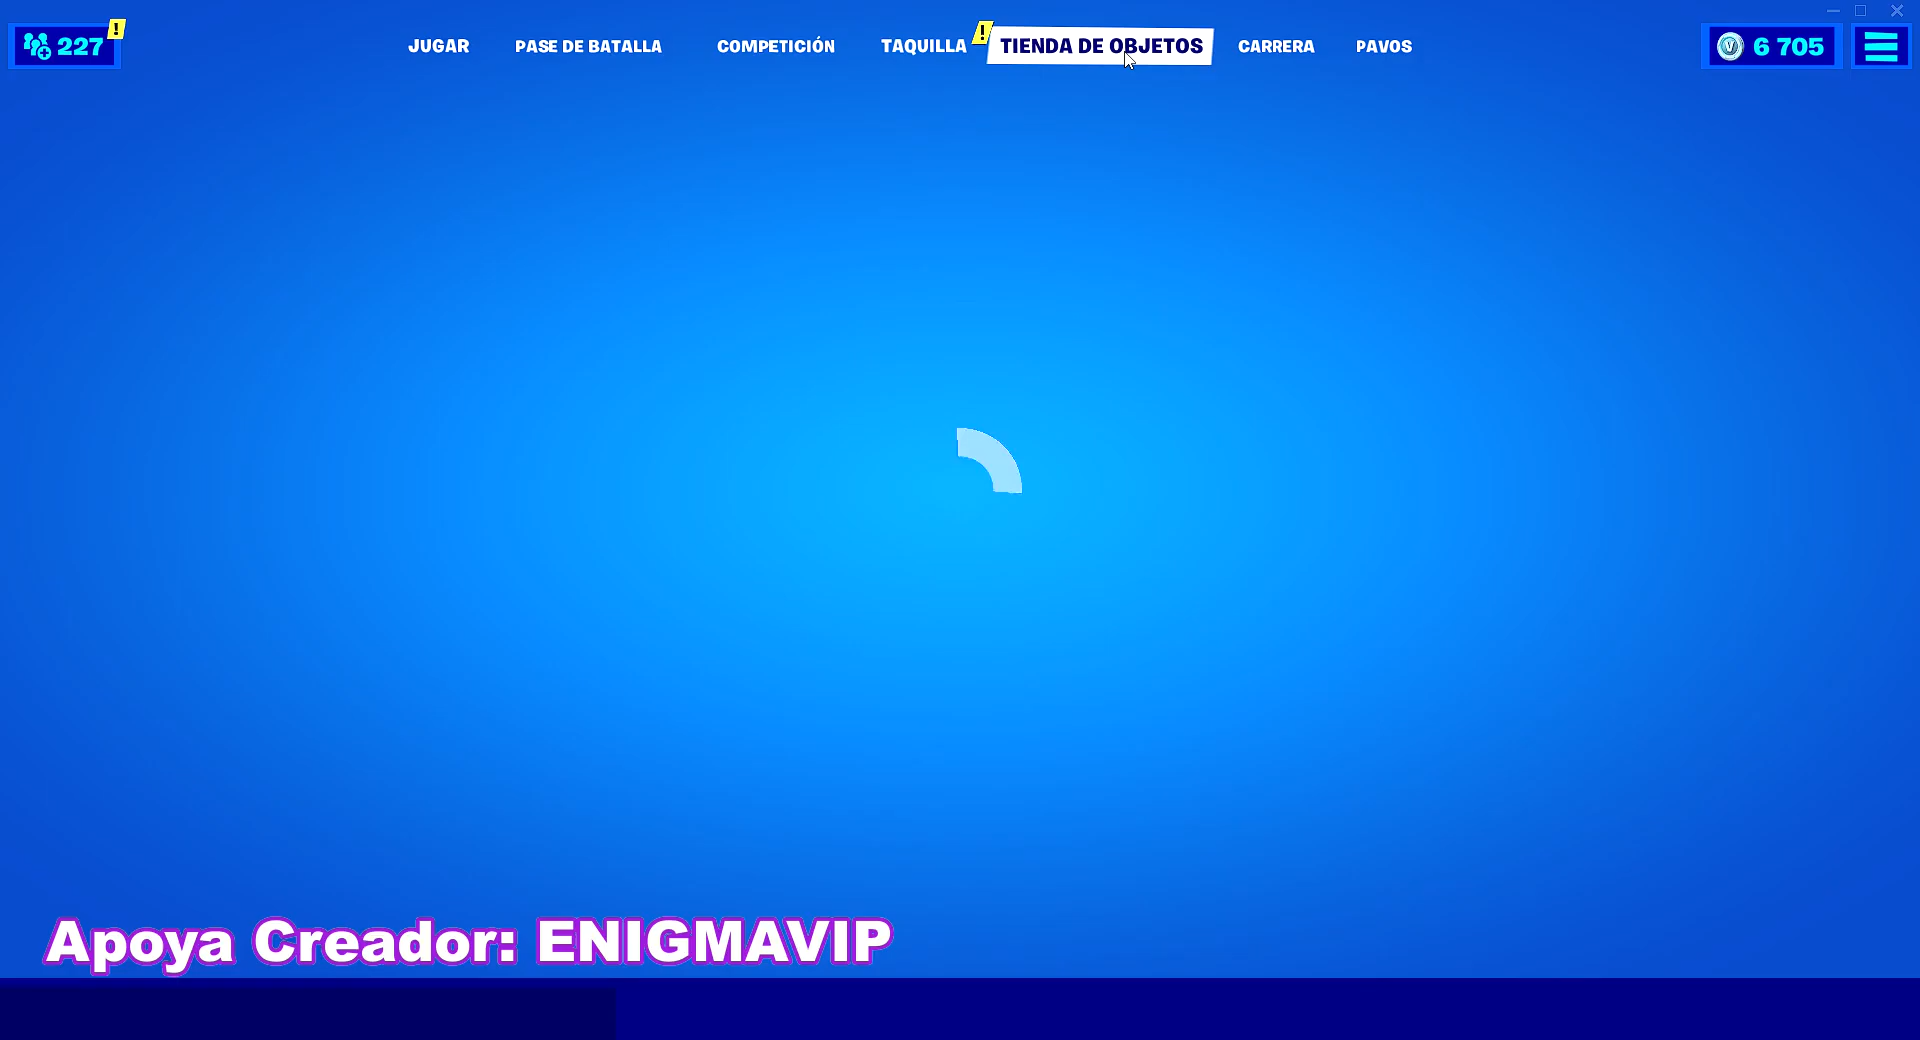 ! 227
JUGAR PASE DE BATALLA COMPETICIÓN TAQUILLA ! TIENDA DE OBJETOS CARRERA PAVOS
V 6 705
Apoya Creador: ENIGMAVIP